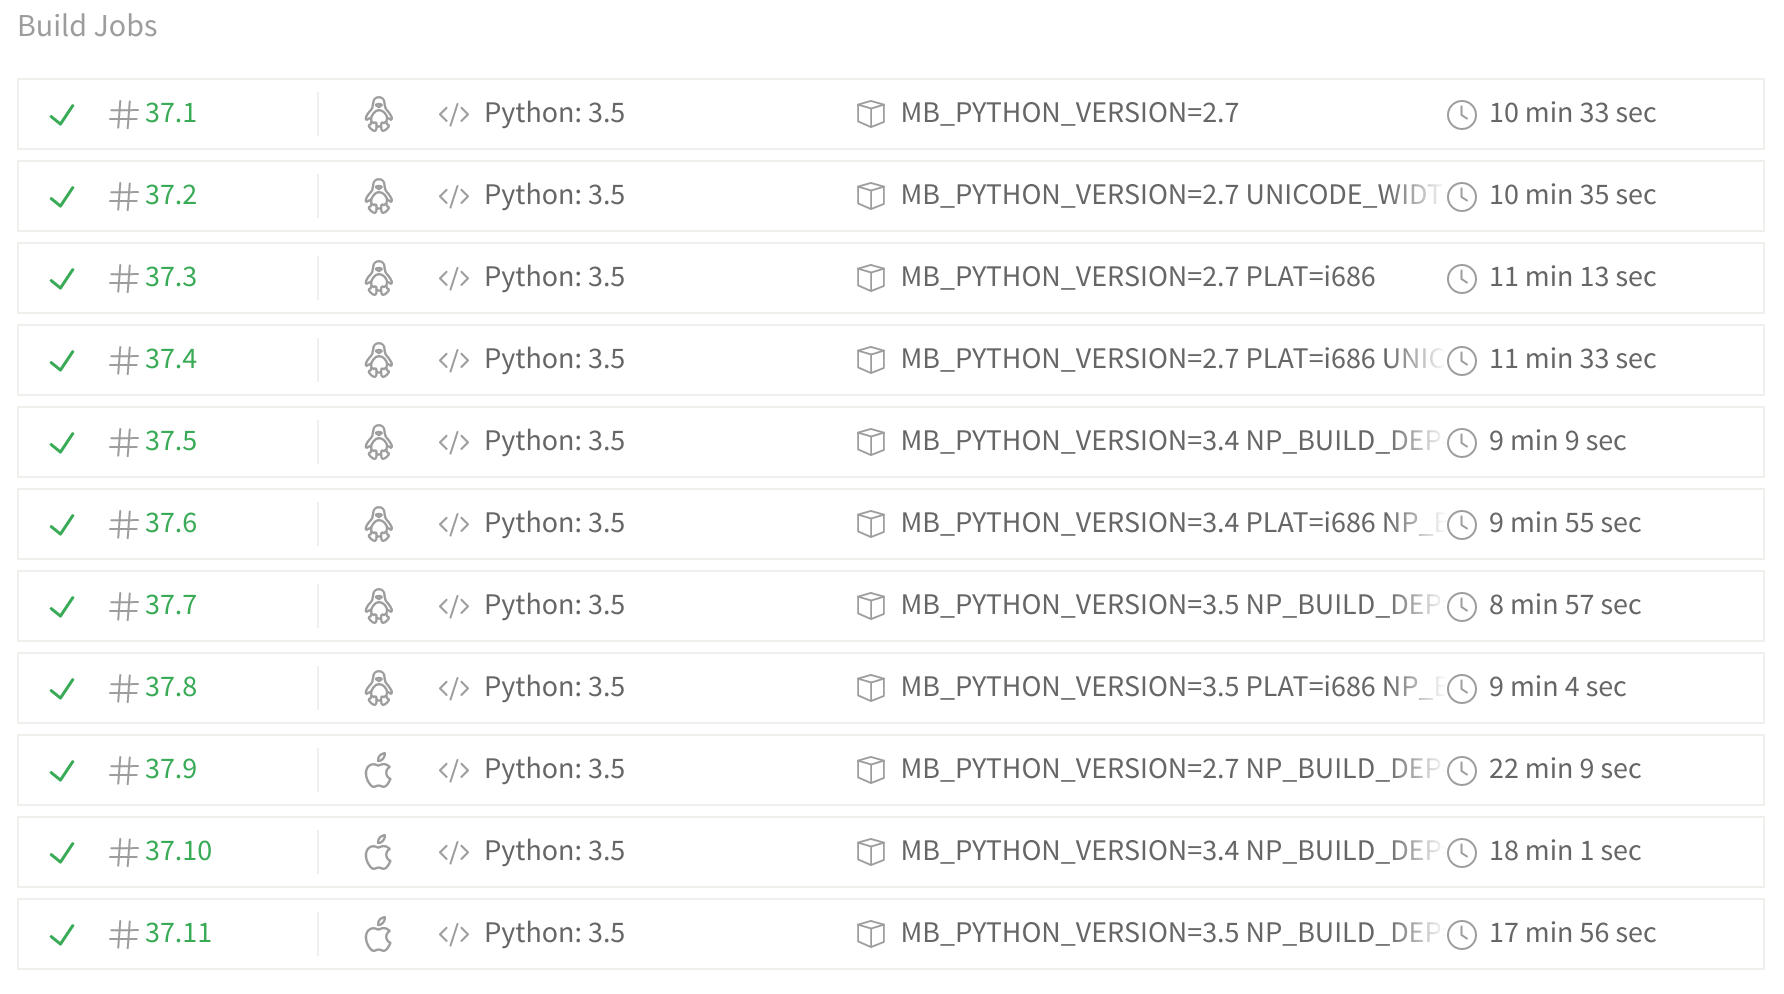 Build Jobs
# 37.1 </> Python: 3.5 MB_PYTHON_VERSION=2.7 10 min 33 sec
# 37.2 </> Python: 3.5 MB_PYTHON_VERSION=2.7 UNICODE_WIDT 10 min 35 sec
# 37.3 </> Python: 3.5 MB_PYTHON_VERSION=2.7 PLAT=i686 11 min 13 sec
# 37.4 </> Python: 3.5 MB_PYTHON_VERSION=2.7 PLAT=i686 UNIC 11 min 33 sec
# 37.5 </> Python: 3.5 MB_PYTHON_VERSION=3.4 NP_BUILD_DEP 9 min 9 sec
# 37.6 </> Python: 3.5 MB_PYTHON_VERSION=3.4 PLAT=i686 NP_B 9 min 55 sec
# 37.7 </> Python: 3.5 MB_PYTHON_VERSION=3.5 NP_BUILD_DEP 8 min 57 sec
# 37.8 </> Python: 3.5 MB_PYTHON_VERSION=3.5 PLAT=i686 NP_B 9 min 4 sec
# 37.9 </> Python: 3.5 MB_PYTHON_VERSION=2.7 NP_BUILD_DEP 22 min 9 sec
# 37.10 </> Python: 3.5 MB_PYTHON_VERSION=3.4 NP_BUILD_DEP 18 min 1 sec
# 37.11 </> Python: 3.5 MB_PYTHON_VERSION=3.5 NP_BUILD_DEP 17 min 56 sec